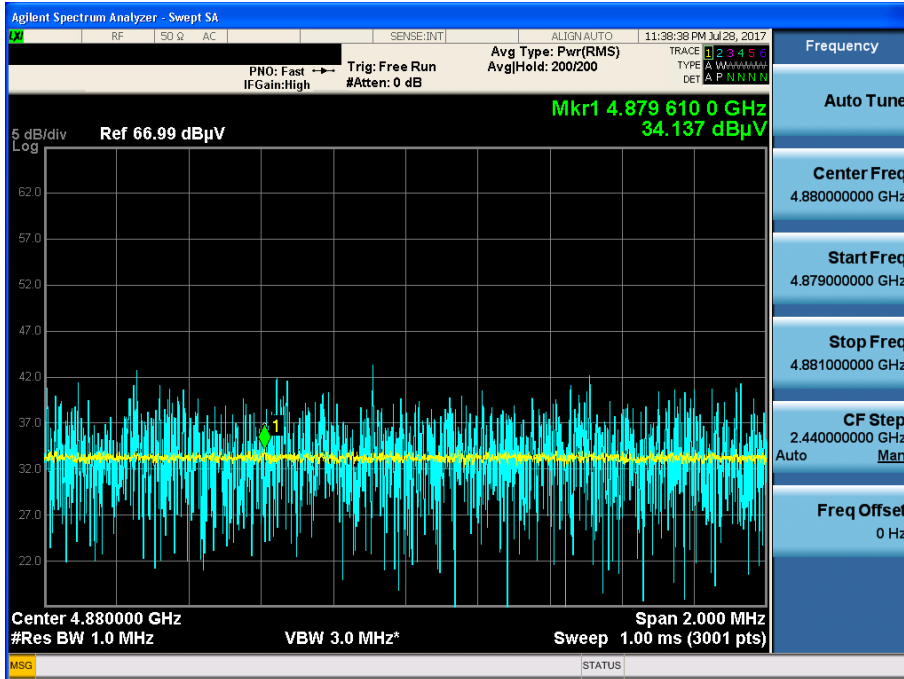 Agilent Spectrum Analyzer - Swept SA
LXI RF 50 Ω AC SENSE:INT ALIGN AUTO 11:38:38 PM Jul 28, 2017
Frequency
PNO: Fast
IFGain:High
Trig: Free Run
#Atten: 0 dB
Avg Type: Pwr(RMS)
Avg|Hold: 200/200
TRACE 1 2 3 4 5 6
TYPE A WWWWW
DET A P N N N N
Mkr1 4.879 610 0 GHz
34.137 dBµV
5 dB/div Ref 66.99 dBµV
Log
62.0
57.0
52.0
47.0
42.0
37.0
32.0
27.0
22.0
1
Center 4.880000 GHz Span 2.000 MHz
#Res BW 1.0 MHz VBW 3.0 MHz* Sweep 1.00 ms (3001 pts)
Auto Tune
Center Freq
4.880000000 GHz
Start Freq
4.879000000 GHz
Stop Freq
4.881000000 GHz
CF Step
2.440000000 GHz
Auto Man
Freq Offset
0 Hz
MSG STATUS